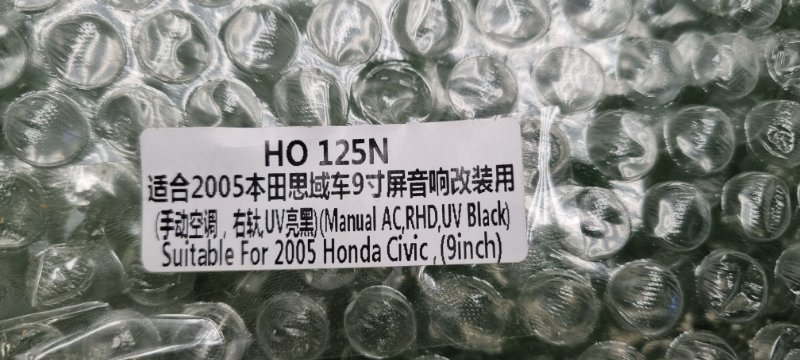 HO 125N
适合2005本田思域车9寸屏音响改装用
(手动空调，右軚,UV亮黑)(Manual AC,RHD,UV Black)
Suitable For 2005 Honda Civic ,(9inch)